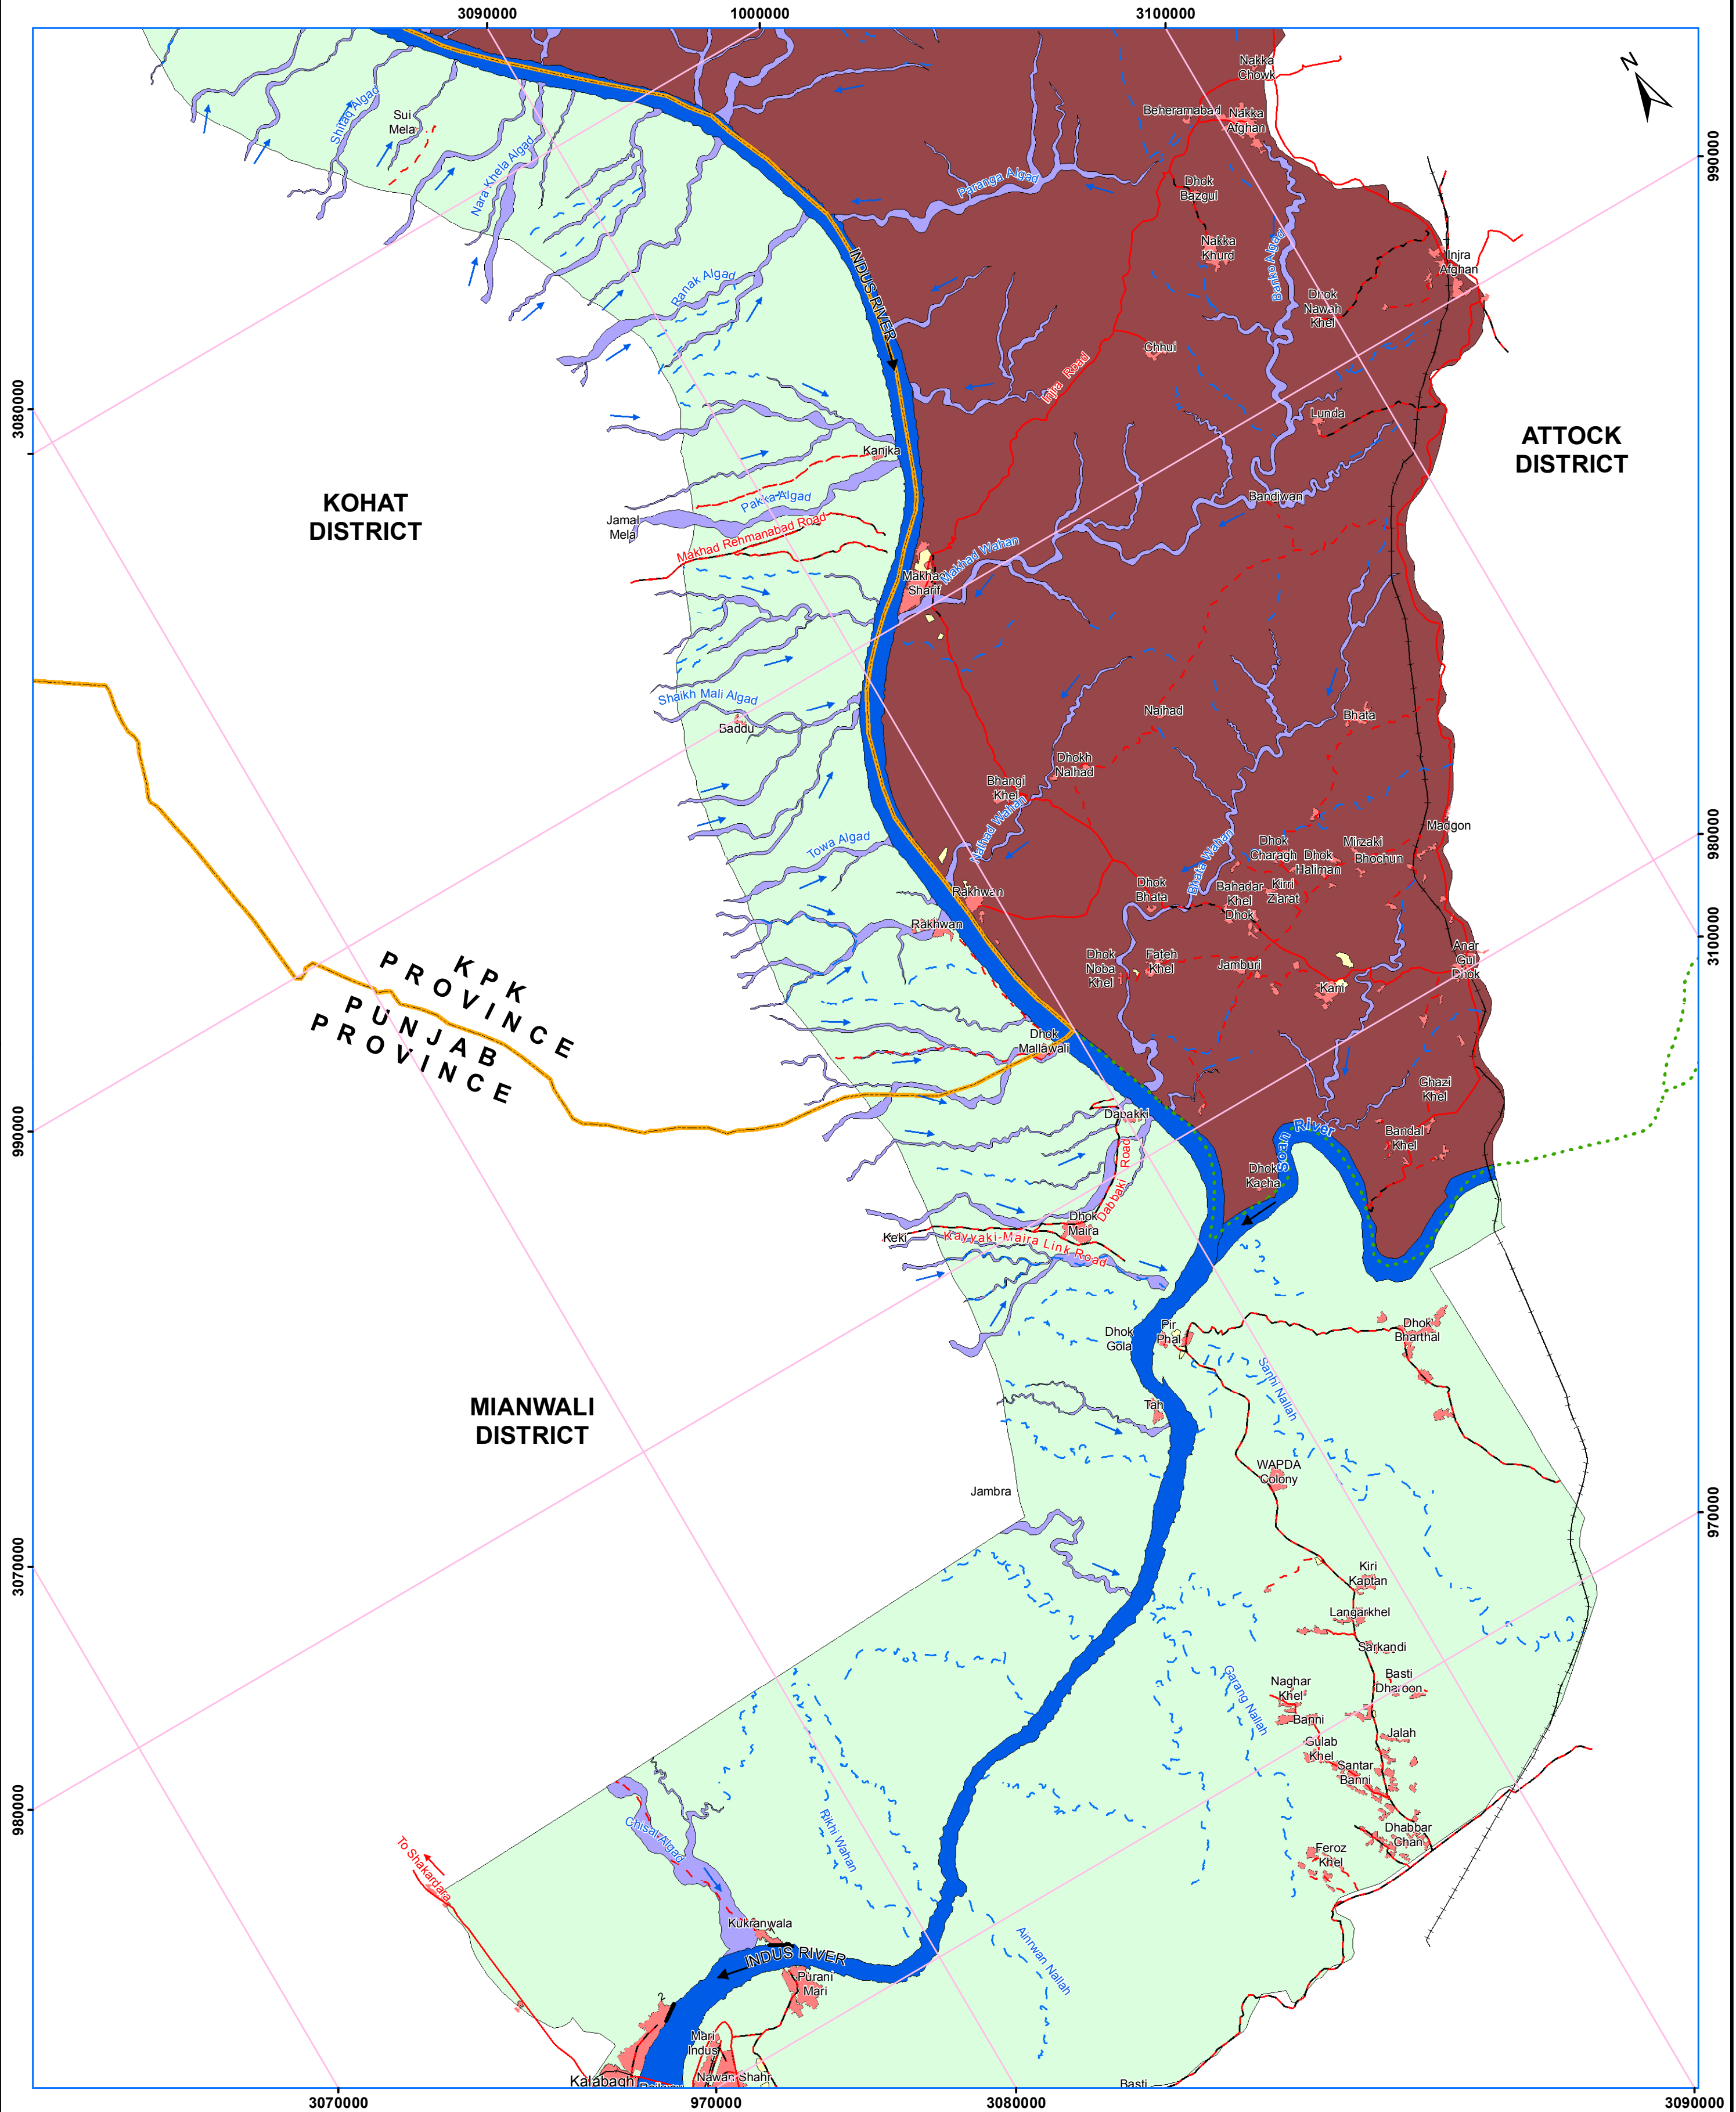 3090000
1000000
3100000
Nakka
Chowk
N
Shitaq Algad
Sui
Mela
Beheramabad
Nakka
Afghan
Nara Khela Algad
990000
Paranga Algad
Dhok
Bazgul
Nakka
Khurd
Injra
Afghan
INDUS RIVER
Ranak Algad
Dhok
Nawah
Khel
Chhui
Injra Road
3080000
Lunda
ATTOCK
DISTRICT
Kanjka
KOHAT
DISTRICT
Pakka Algad
Bandiwan
Jamal
Mela
Makhad Rehmanabad Road
Makhad Wahan
Makhad
Sharif
Shaikh Mali Algad
Baddu
Nalhad
Bhata
Dhokh
Nalhad
Bhangi
Khel
Nalhad Wahan
Towa Algad
Madgon
980000
Dhok
Charagh
Mirzaki
Dhok
Haliman
Bhochun
Bhata Wahan
Rakhwan
Dhok
Bhata
Bahadar
Khel
Dhok
Kirri
Ziarat
Rakhwan
3100000
KPK
PROVINCE
PUNJAB
PROVINCE
Dhok
Noba
Khel
Fateh
Khel
Jamburi
Kani
Anar
Gul
Dhok
Dhok
Mallawali
Ghazi
Khel
990000
Dabakki
Soan River
Bandal
Khel
Dabbaki Road
Dhok
Kacha
Keki
Dhok
Maira
Kayyaki-Maira Link Road
Dhok
Gola
Pir
Phal
Dhok
Bharthal
Sanhi Nallah
MIANWALI
DISTRICT
Tah
WAPDA
Colony
Jambra
970000
3070000
Kiri
Kaptan
Langarkhel
Sarkandi
Garang Nallah
Naghar
Khel
Basti
Dharoon
Banni
Jalah
Gulab
Khel
Santar
Banni
980000
Rikhi Wahan
Chisal Algad
Dhabbar
Chan
Feroz
Khel
To Shakardara
Kukranwala
INDUS RIVER
Ainrwan Nallah
Purani
Mari
2
Mari
Indus
Kalabagh
Nawan Shahr
Basti
3070000
970000
3080000
3090000